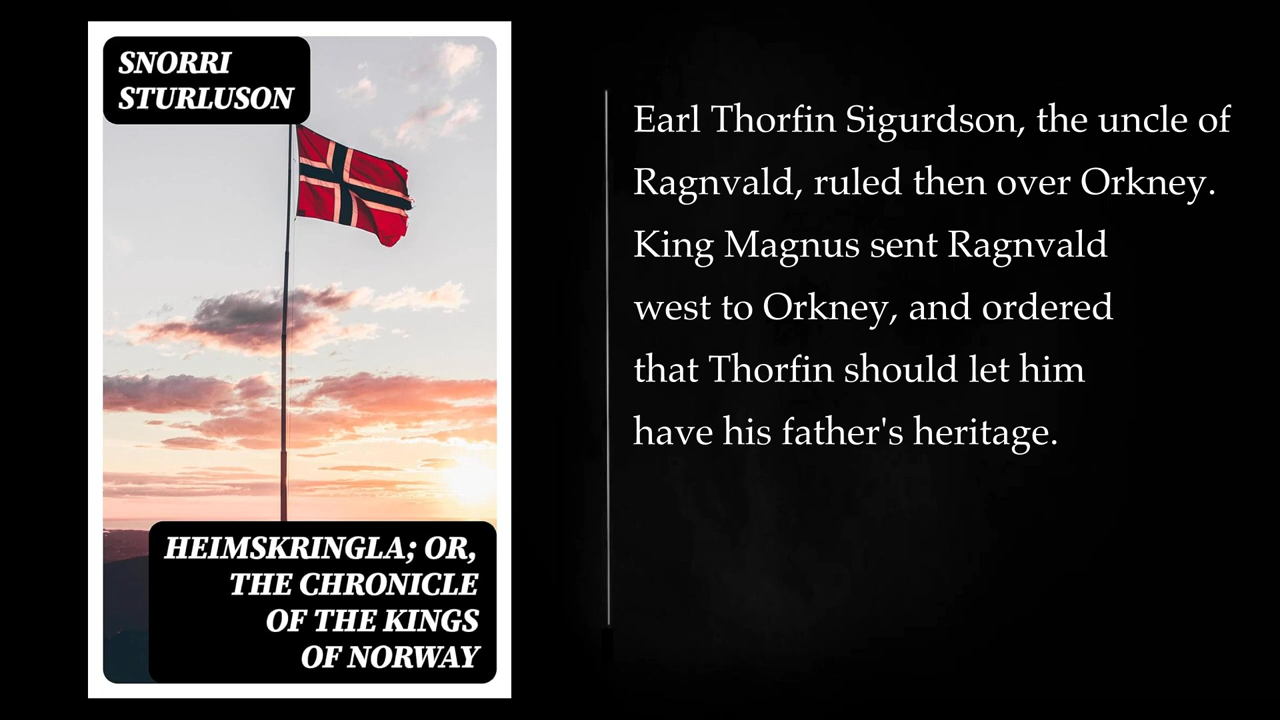 SNORRI
STURLUSON
HEIMSKRINGLA; OR,
THE CHRONICLE
OF THE KINGS
OF NORWAY
Earl Thorfin Sigurdson, the uncle of
Ragnvald, ruled then over Orkney.
King Magnus sent Ragnvald
west to Orkney, and ordered
that Thorfin should let him
have his father's heritage.